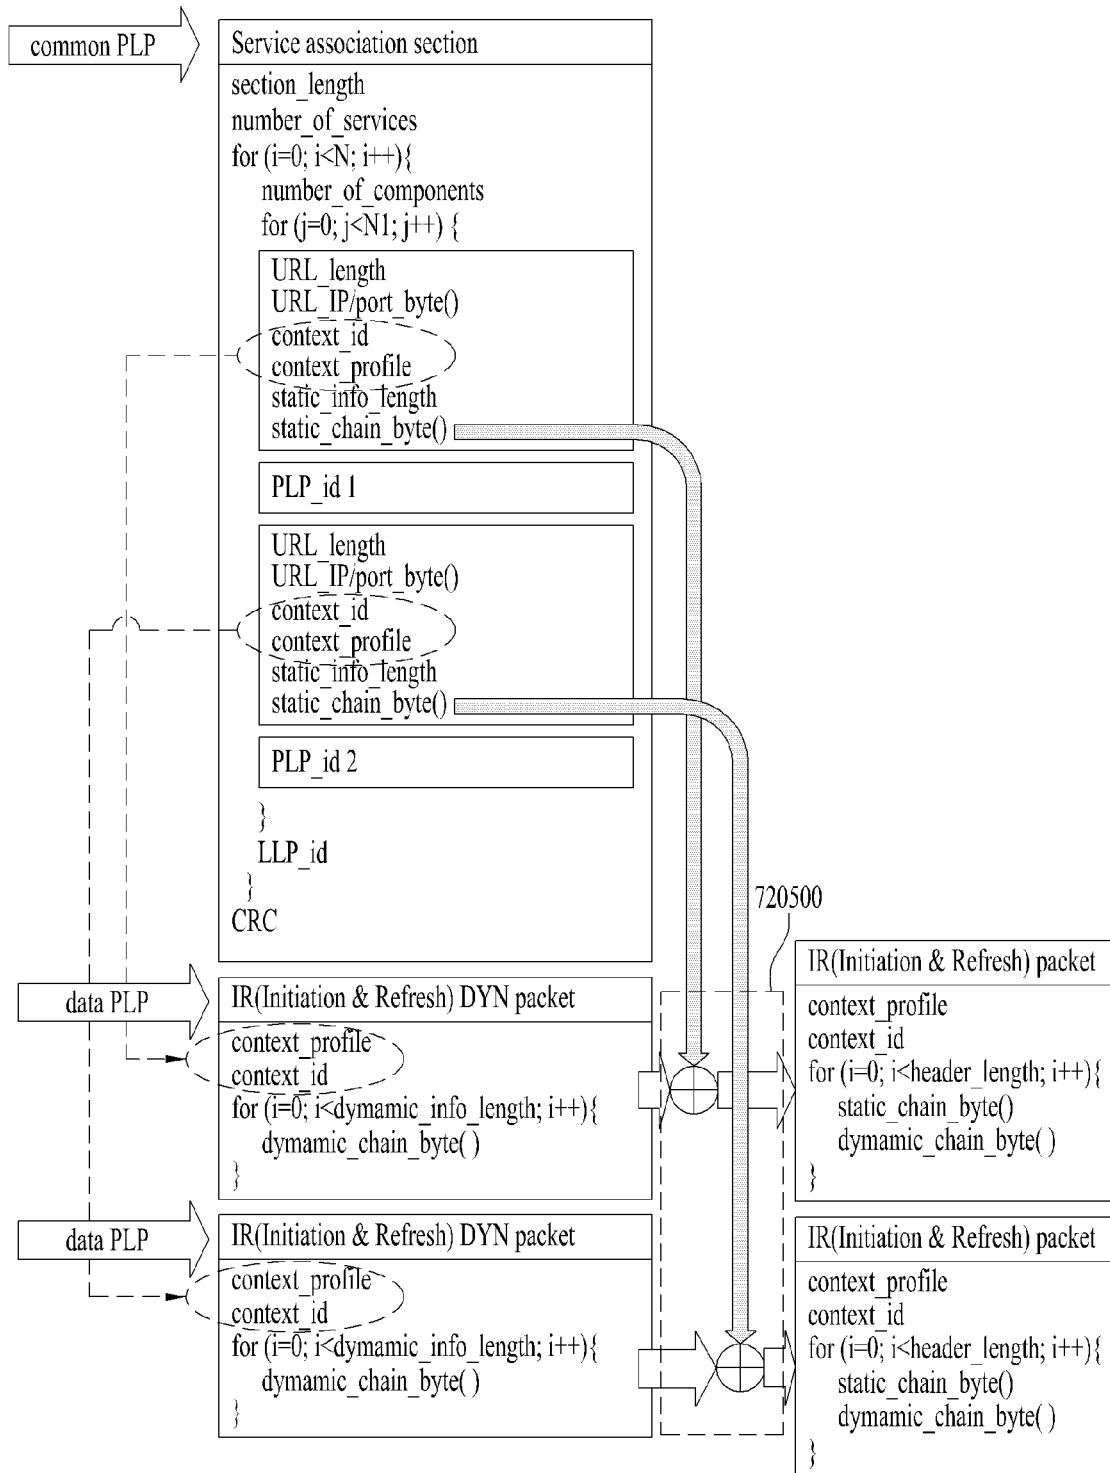 common PLP
Service association section
section_length
number_of_services
for (i=0; i<N; i++){
number_of_components
for (j=0; j<N1; j++) {
URL_length
URL_IP/port_byte()
context_id
context_profile
static_info_length
static_chain_byte()
PLP_id 1
URL_length
URL_IP/port_byte()
context_id
context_profile
static_info_length
static_chain_byte()
PLP_id 2
}
LLP_id
}
CRC
720500
data PLP
IR(Initiation & Refresh) DYN packet
context_profile
context_id
for (i=0; i<dymamic_info_length; i++){
dymamic_chain_byte( )
}
IR(Initiation & Refresh) packet
context_profile
context_id
for (i=0; i<header_length; i++){
static_chain_byte()
dymamic_chain_byte( )
}
data PLP
IR(Initiation & Refresh) DYN packet
context_profile
context_id
for (i=0; i<dymamic_info_length; i++){
dymamic_chain_byte( )
}
IR(Initiation & Refresh) packet
context_profile
context_id
for (i=0; i<header_length; i++){
static_chain_byte()
dymamic_chain_byte( )
}